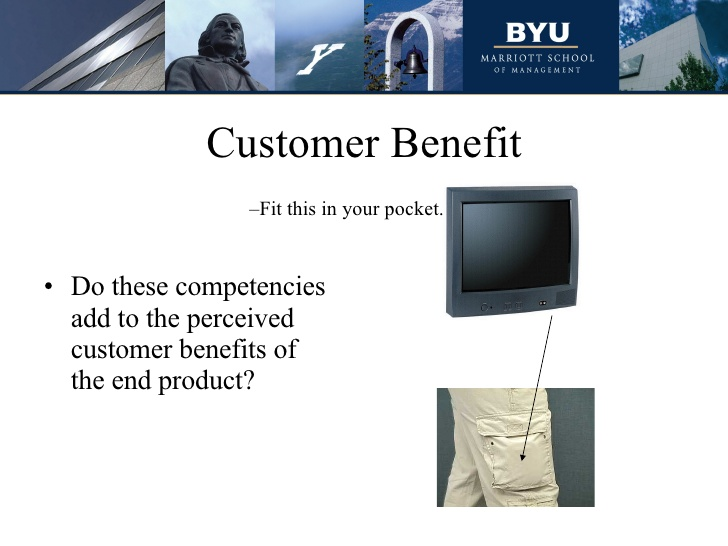 Y
BYU
MARRIOTT SCHOOL
OF MANAGEMENT
Customer Benefit
–Fit this in your pocket.
• Do these competencies
add to the perceived
customer benefits of
the end product?